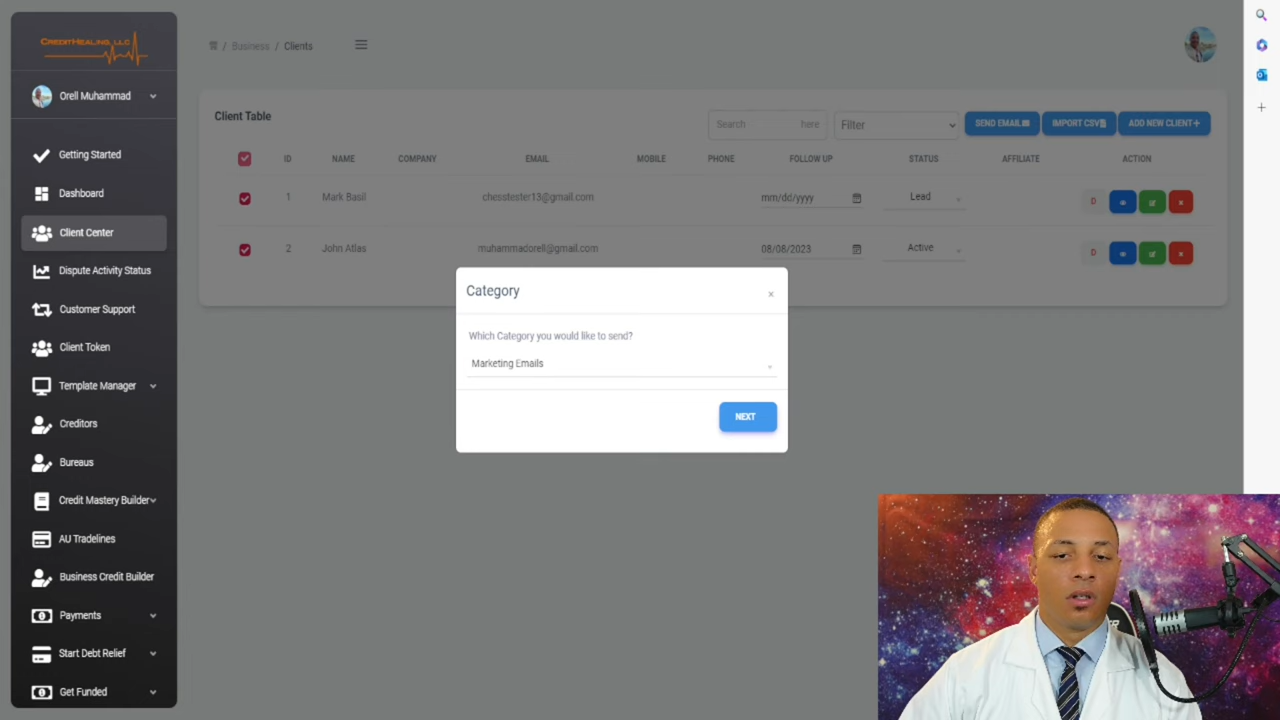 CREDITHEALING, LLC
Orell Muhammad
Getting Started
Dashboard
Client Center
Dispute Activity Status
Customer Support
Client Token
Template Manager
Creditors
Bureaus
Credit Mastery Builder
AU Tradelines
Business Credit Builder
Payments
Start Debt Relief
Get Funded
/ Business / Clients
Client Table
Search here
Filter
SEND EMAIL
IMPORT CSV
ADD NEW CLIENT+
ID NAME COMPANY EMAIL MOBILE PHONE FOLLOW UP STATUS AFFILIATE ACTION
1 Mark Basil chesstester13@gmail.com mm/dd/yyyy Lead D
2 John Atlas muhammadorell@gmail.com 08/08/2023 Active D
Category ×
Which Category you would like to send?
Marketing Emails
NEXT